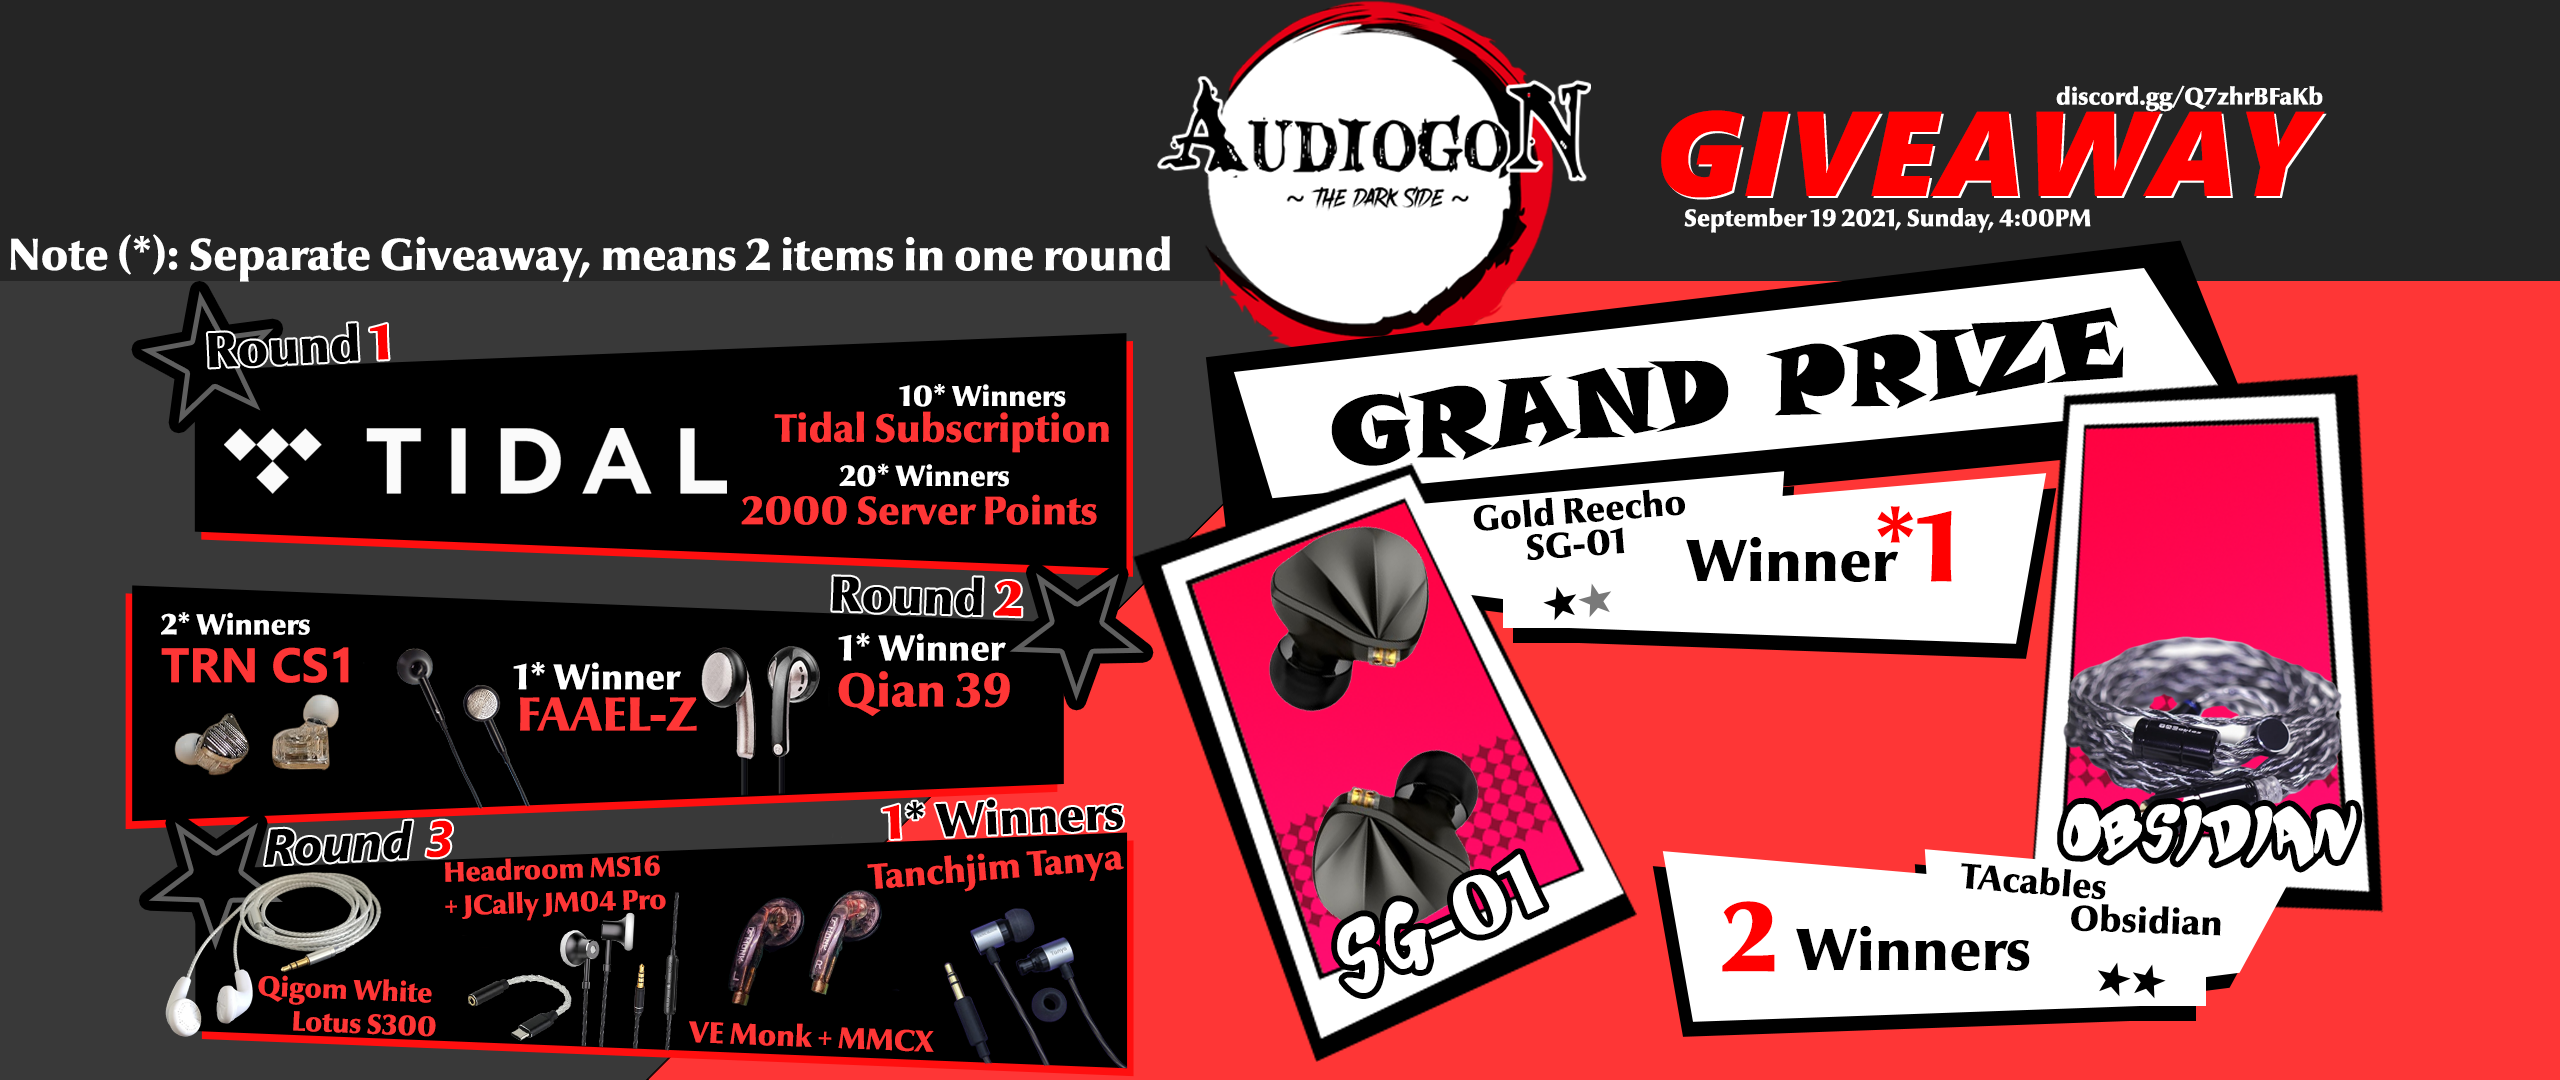 AUDIOGON
~ THE DARK SIDE ~
discord.gg/Q7zhrBFaKb
GIVEAWAY
September 19 2021, Sunday, 4:00PM
Note (*): Separate Giveaway, means 2 items in one round
Round 1
TIDAL
10* Winners
Tidal Subscription
20* Winners
2000 Server Points
Round 2
2* Winners
TRN CS1
1* Winner
FAAEL-Z
1* Winner
Qian 39
Round 3
1* Winners
Headroom MS16
+ JCally JM04 Pro
Tanchjim Tanya
Qigom White
Lotus S300
VE Monk + MMCX
GRAND PRIZE
Gold Reecho
SG-01
Winner*1
SG-01
OBSIDIAN
TAcables
Obsidian
2 Winners